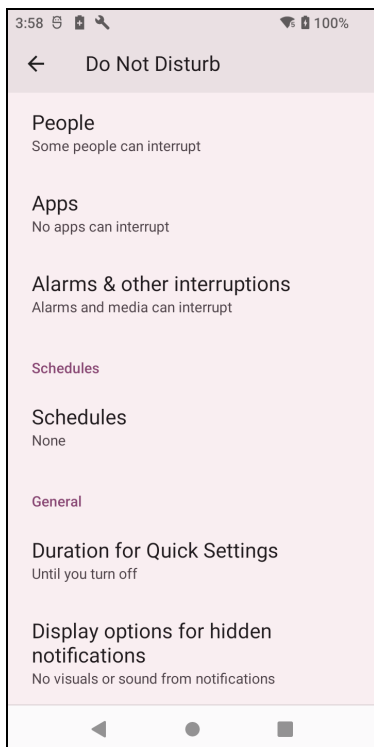 3:58 100%
Do Not Disturb
People
Some people can interrupt
Apps
No apps can interrupt
Alarms & other interruptions
Alarms and media can interrupt
Schedules
Schedules
None
General
Duration for Quick Settings
Until you turn off
Display options for hidden
notifications
No visuals or sound from notifications